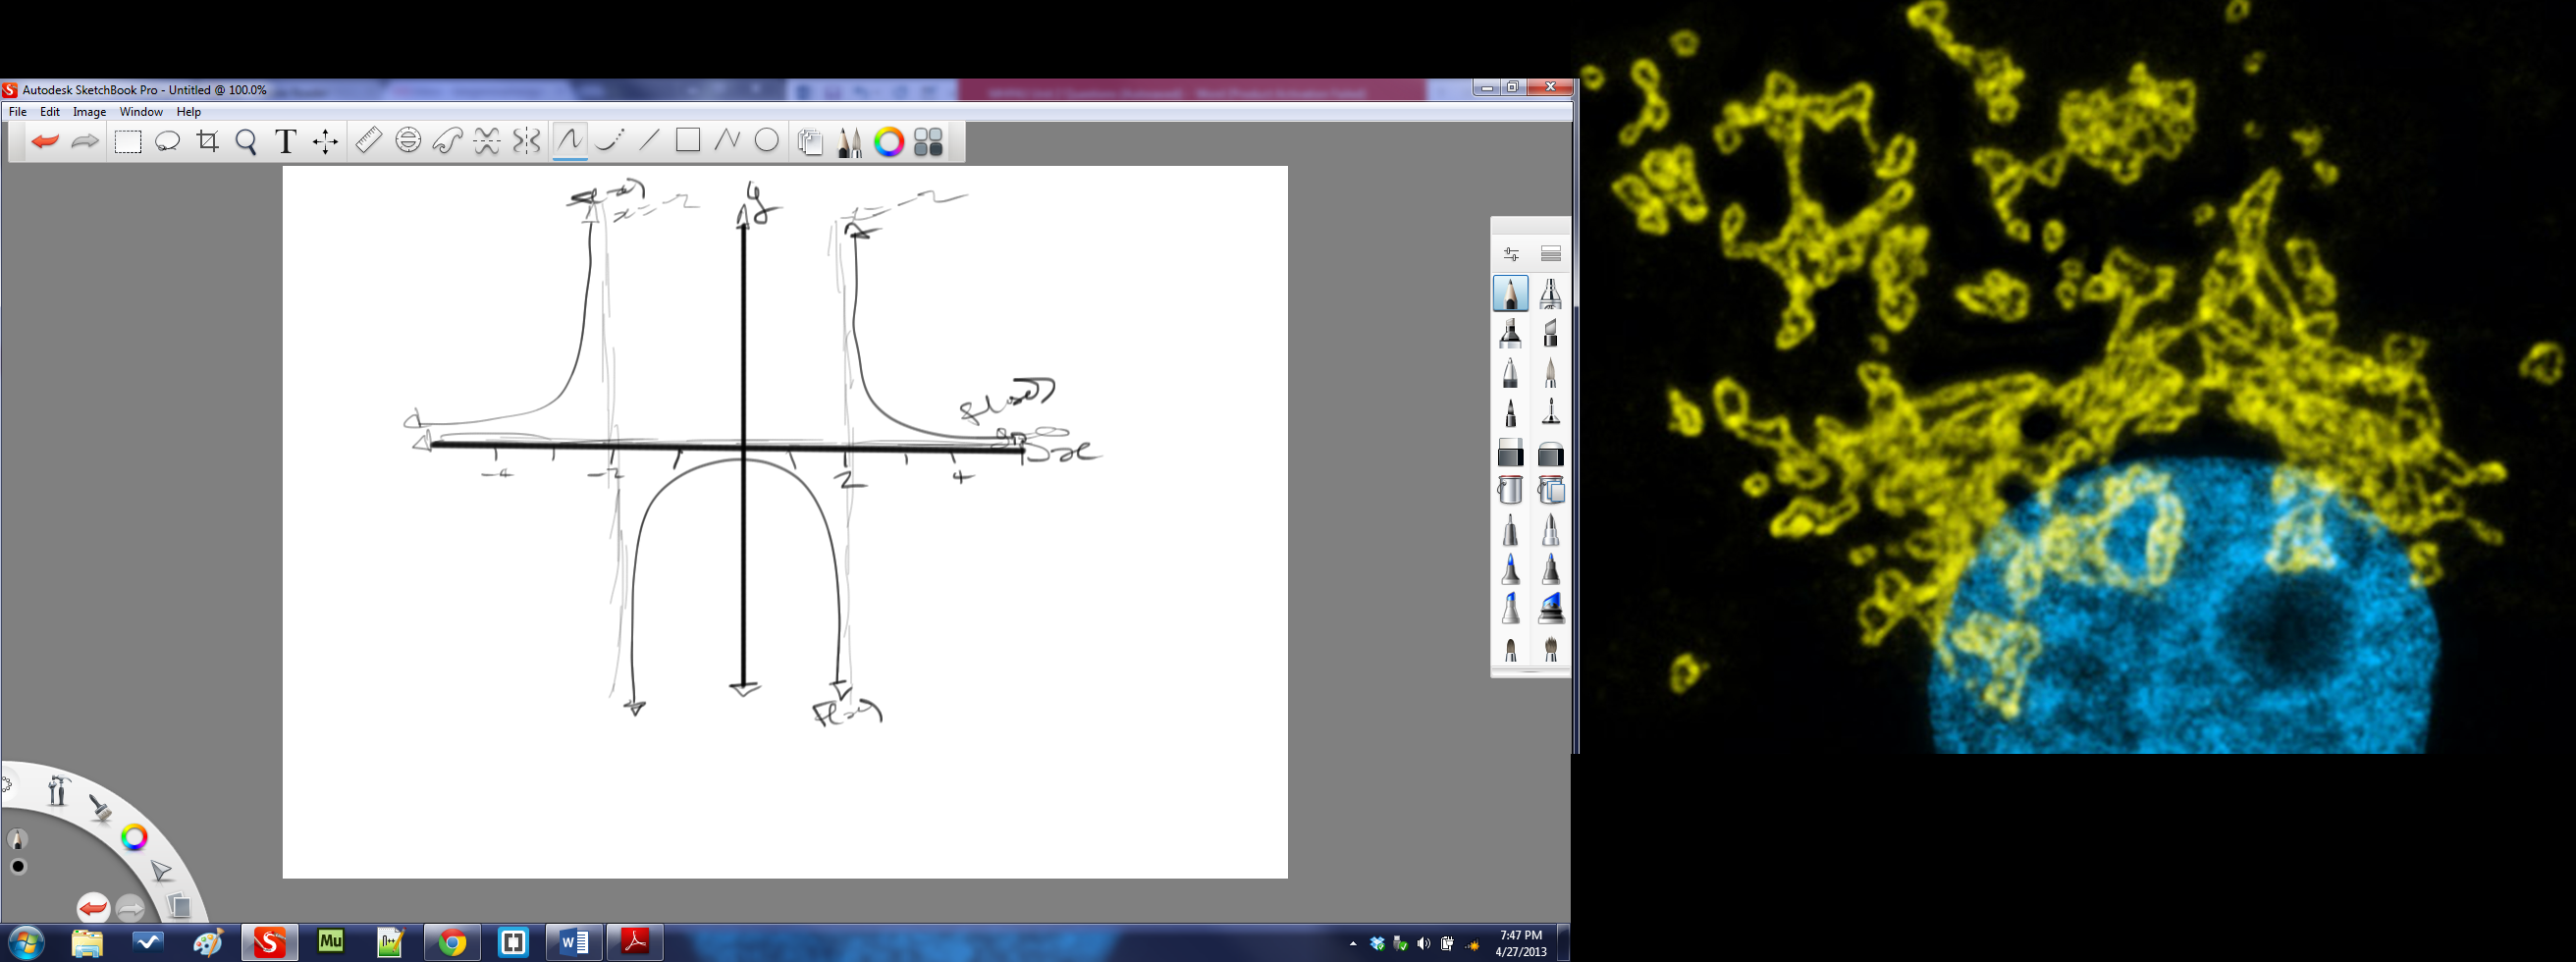 Autodesk SketchBook Pro - Untitled @ 100.0%
File Edit Image Window Help
T
f(x)
x=-2
y
f(x)
x
-4 -2 2 4
f(x)
Mu
n++
7:47 PM
4/27/2013